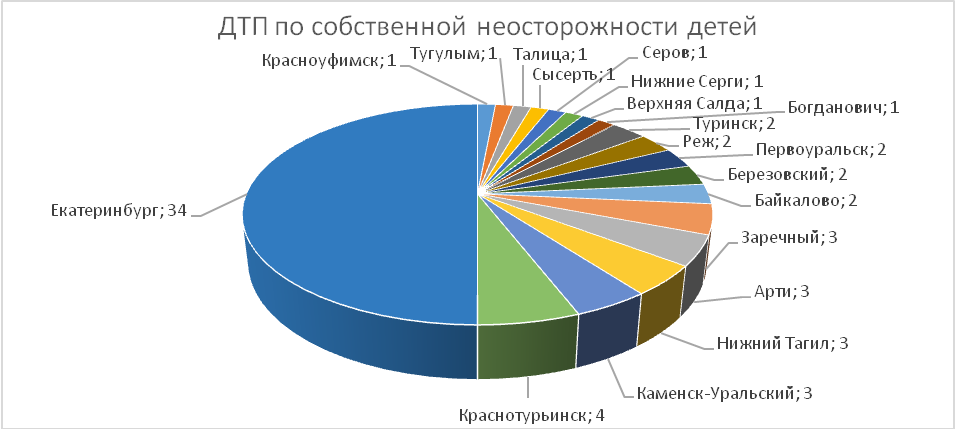 ДТП по собственной неосторожности детей
Красноуфимск; 1
Тугулым; 1
Талица; 1
Сысерть; 1
Серов; 1
Нижние Серги; 1
Верхняя Салда; 1
Богданович; 1
Туринск; 2
Реж; 2
Первоуральск; 2
Березовский; 2
Байкалово; 2
Заречный; 3
Арти; 3
Нижний Тагил; 3
Каменск-Уральский; 3
Краснотурьинск; 4
Екатеринбург; 34